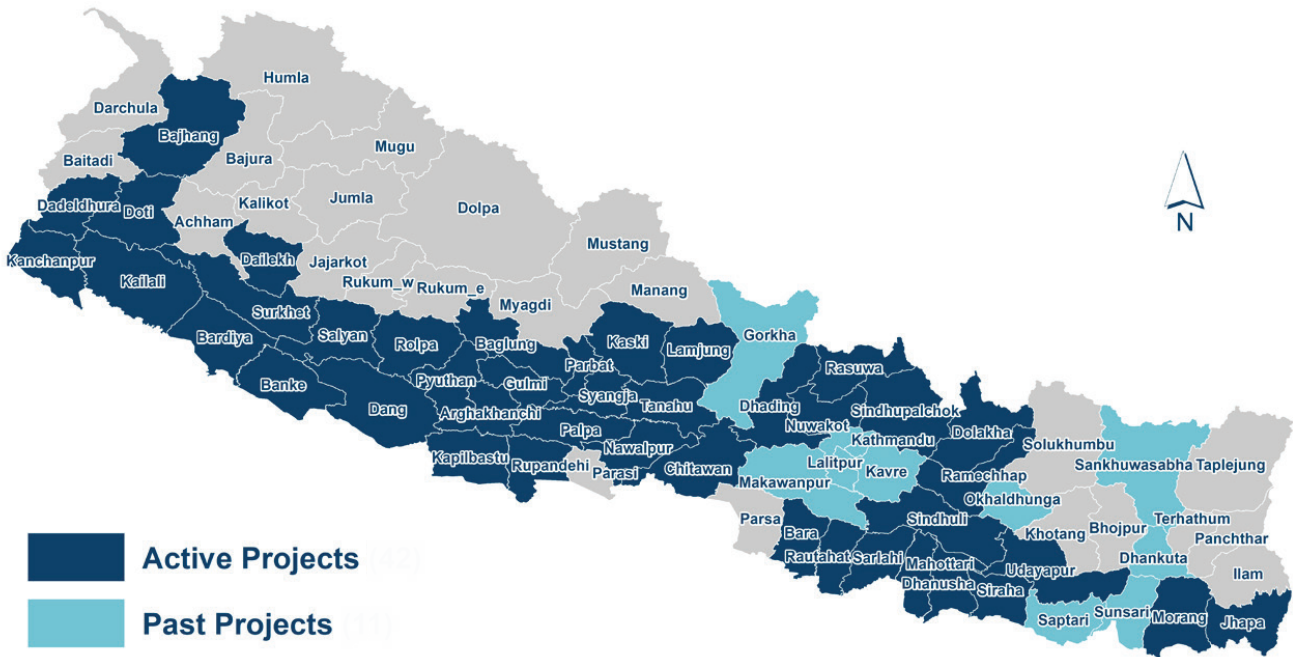 Humla
Darchula
Bajhang
Mugu
Baitadi
Bajura
Jumla
Dadeldhura
Doti
Kalikot
Dolpa
Achham
Mustang
Kanchanpur
Dailekh
Jajarkot
Kailali
Rukum_w
Rukum_e
Manang
Myagdi
Surkhet
Bardiya
Salyan
Rolpa
Baglung
Kaski
Lamjung
Gorkha
Parbat
Rasuwa
Banke
Pyuthan
Gulmi
Syangja
Tanahu
Dang
Arghakhanchi
Dhading
Sindhupalchok
Nuwakot
Dolakha
Palpa
Kathmandu
Solukhumbu
Nawalpur
Kapilbastu
Rupandehi
Parasi
Chitawan
Lalitpur
Kavre
Sankhuwasabha
Taplejung
Makawanpur
Ramechhap
Okhaldhunga
Parsa
Bara
Sindhuli
Khotang
Bhojpur
Terhathum
Panchthar
Rautahat
Sarlahi
Mahottari
Udayapur
Dhankuta
Ilam
Dhanusha
Siraha
Saptari
Sunsari
Morang
Jhapa
N
Active Projects (42)
Past Projects (11)